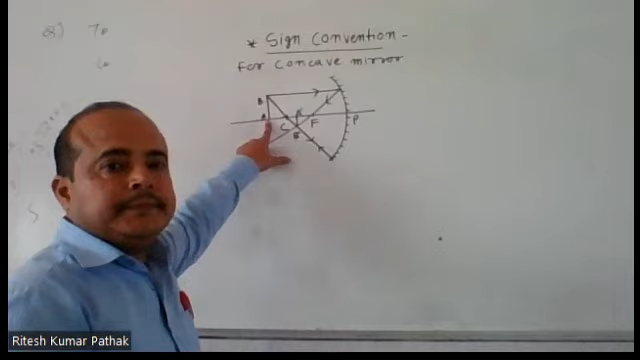 Q) To
* Sign Convention -
For Concave mirror
B
A
C
A'
B'
F
P
Ritesh Kumar Pathak